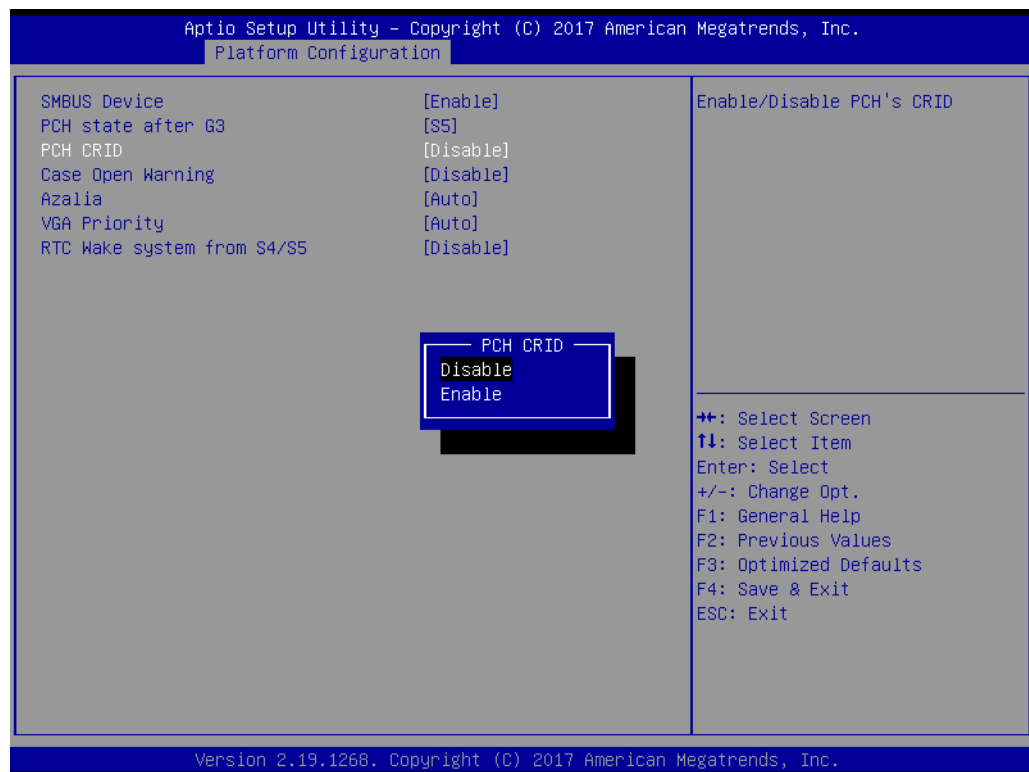 Aptio Setup Utility – Copyright (C) 2017 American Megatrends, Inc.
Platform Configuration
SMBUS Device [Enable]
PCH state after G3 [S5]
PCH CRID [Disable]
Case Open Warning [Disable]
Azalia [Auto]
VGA Priority [Auto]
RTC Wake system from S4/S5 [Disable]
PCH CRID
Disable
Enable
Enable/Disable PCH's CRID
→←: Select Screen
↑↓: Select Item
Enter: Select
+/-: Change Opt.
F1: General Help
F2: Previous Values
F3: Optimized Defaults
F4: Save & Exit
ESC: Exit
Version 2.19.1268. Copyright (C) 2017 American Megatrends, Inc.